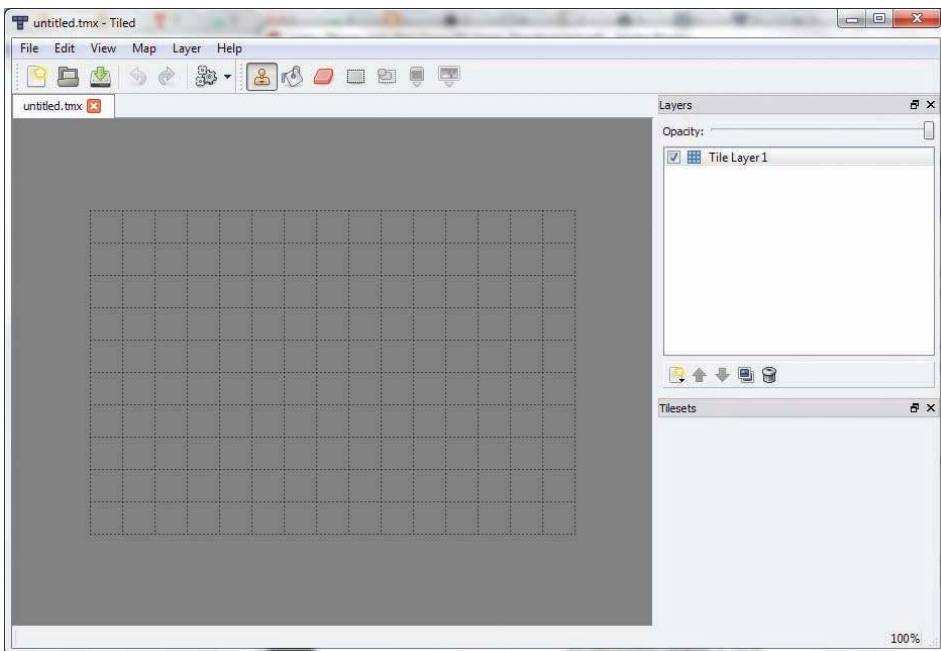 untitled.tmx - Tiled
File Edit View Map Layer Help
untitled.tmx
Layers
Opacity:
Tile Layer 1
Tilesets
100%